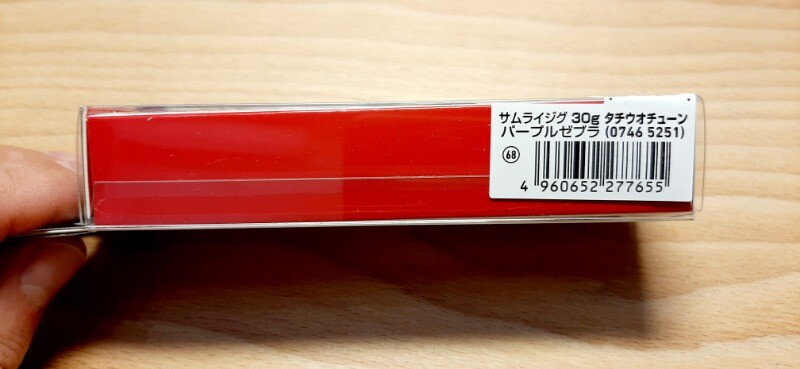 サムライジグ 30g タチウオチューン
パープルゼブラ (0746 5251)
68
4 960652 277655